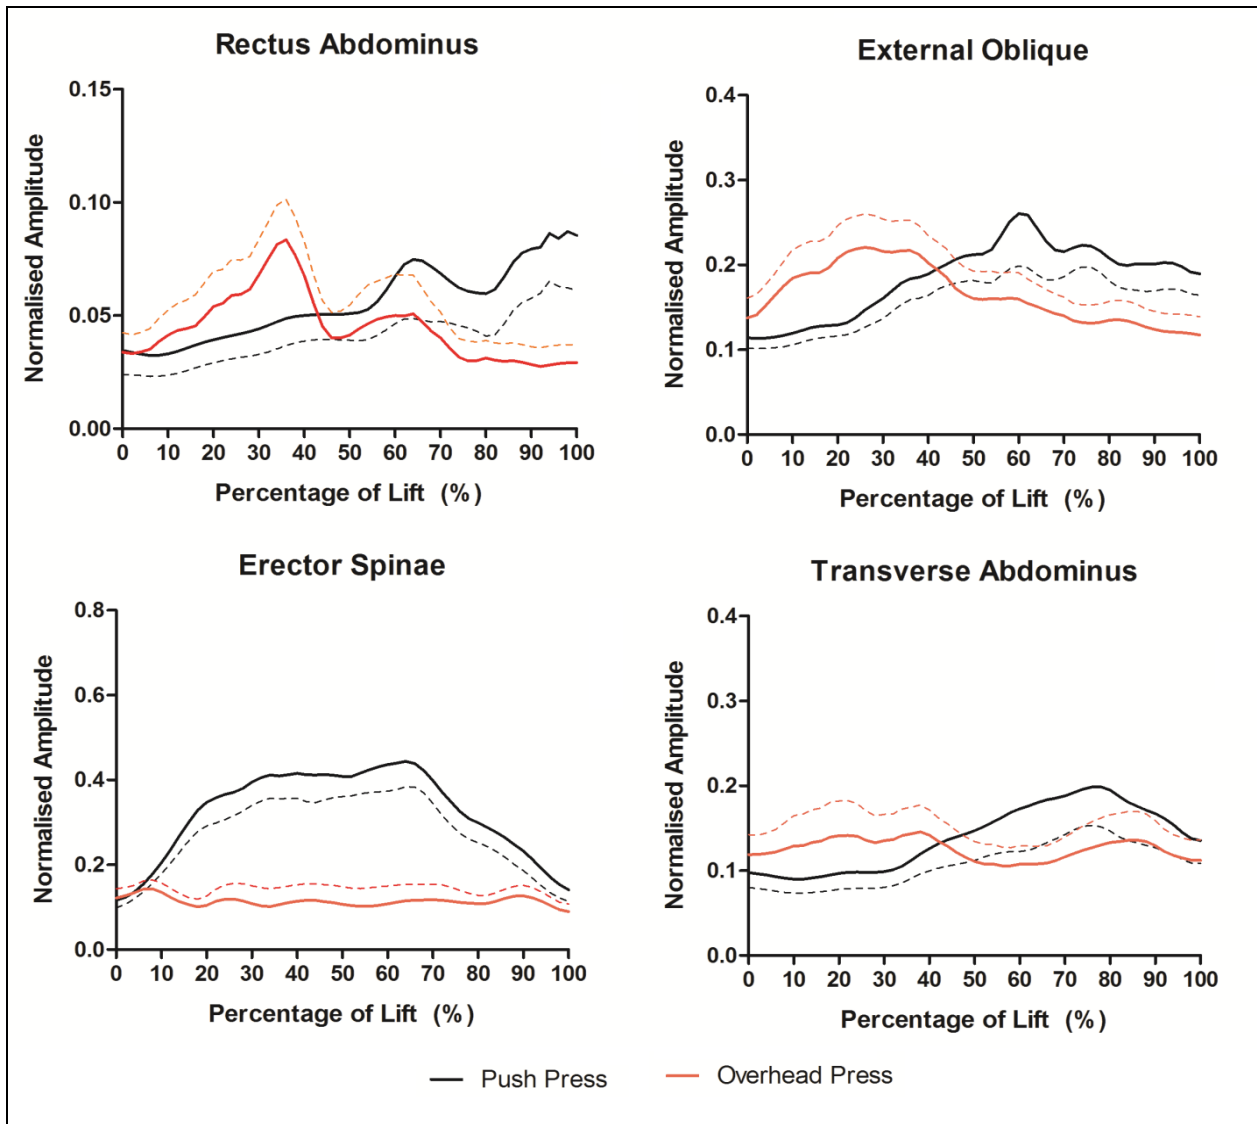 Rectus Abdominus
Normalised Amplitude
0.15
0.10
0.05
0.00
0 10 20 30 40 50 60 70 80 90 100
Percentage of Lift (%)
External Oblique
Normalised Amplitude
0.4
0.3
0.2
0.1
0.0
0 10 20 30 40 50 60 70 80 90 100
Percentage of Lift (%)
Erector Spinae
Normalised Amplitude
0.8
0.6
0.4
0.2
0.0
0 10 20 30 40 50 60 70 80 90 100
Percentage of Lift (%)
Transverse Abdominus
Normalised Amplitude
0.4
0.3
0.2
0.1
0.0
0 10 20 30 40 50 60 70 80 90 100
Percentage of Lift (%)
Push Press
Overhead Press